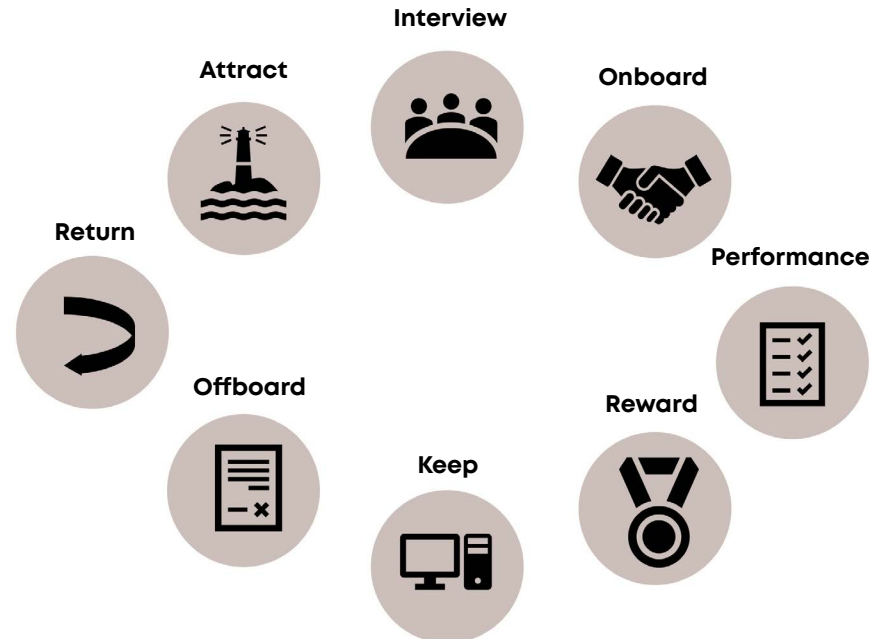 Interview
Attract
Onboard
Return
Performance
Offboard
Reward
Keep